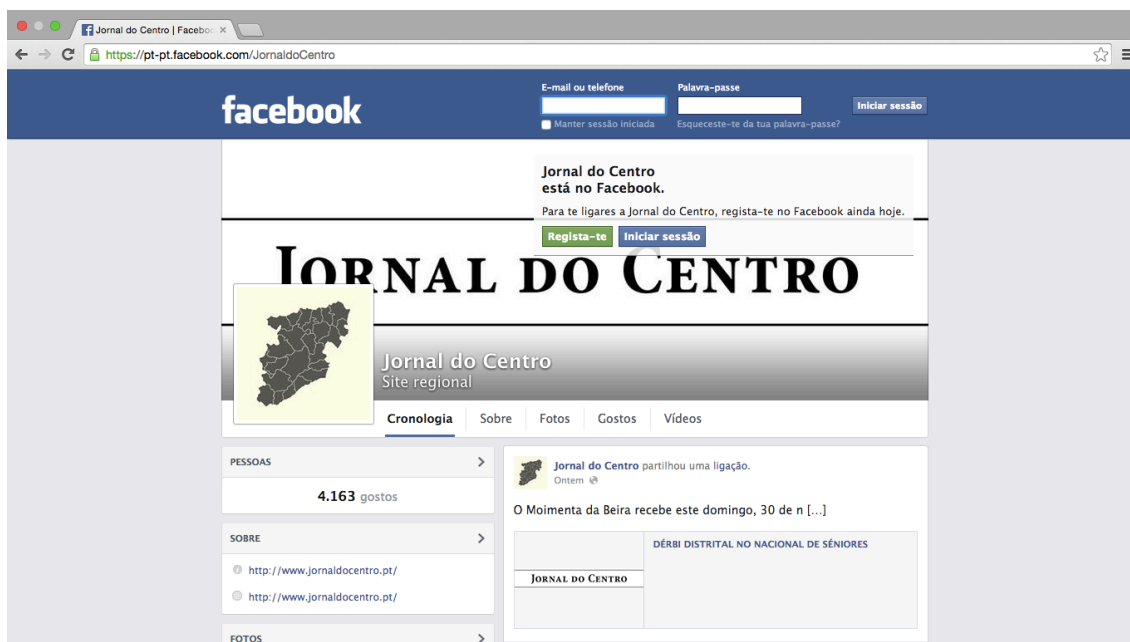 Jornal do Centro | Faceboo
https://pt-pt.facebook.com/JornaldoCentro
facebook
E-mail ou telefone
Palavra-passe
Iniciar sessão
Manter sessão iniciada
Esqueceste-te da tua palavra-passe?
Jornal do Centro
está no Facebook.
Para te ligares a Jornal do Centro, regista-te no Facebook ainda hoje.
Regista-te
Iniciar sessão
JORNAL DO CENTRO
Jornal do Centro
Site regional
Cronologia
Sobre
Fotos
Gostos
Vídeos
PESSOAS
4.163 gostos
SOBRE
http://www.jornaldocentro.pt/
http://www.jornaldocentro.pt/
FOTOS
Jornal do Centro partilhou uma ligação.
Ontem
O Moimenta da Beira recebe este domingo, 30 de n [...]
JORNAL DO CENTRO
DÉRBI DISTRITAL NO NACIONAL DE SÉNIORES